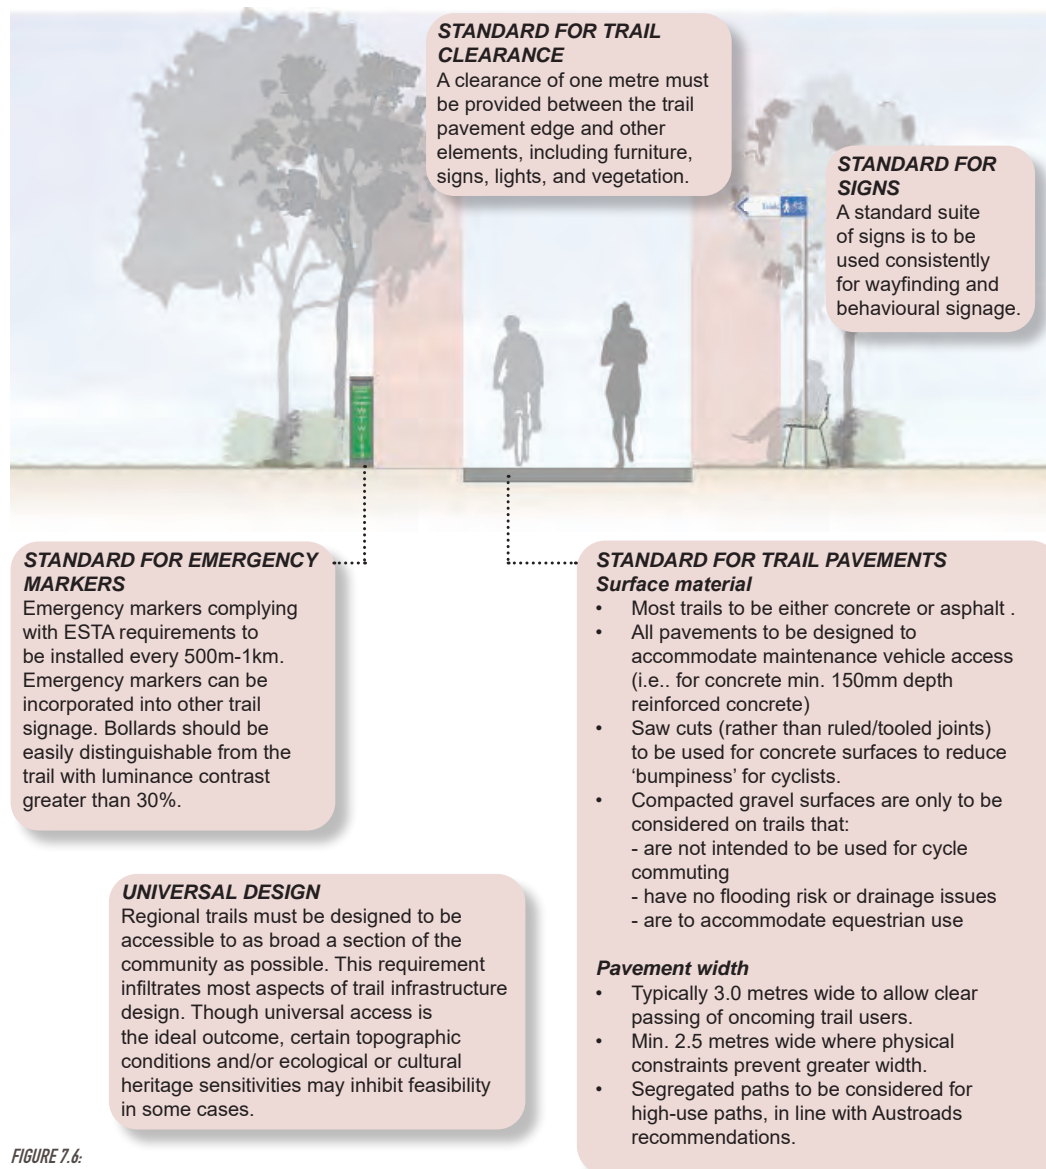 STANDARD FOR TRAIL
CLEARANCE
A clearance of one metre must
be provided between the trail
pavement edge and other
elements, including furniture,
signs, lights, and vegetation.
STANDARD FOR
SIGNS
A standard suite
of signs is to be
used consistently
for wayfinding and
behavioural signage.
STANDARD FOR EMERGENCY
MARKERS
Emergency markers complying
with ESTA requirements to
be installed every 500m-1km.
Emergency markers can be
incorporated into other trail
signage. Bollards should be
easily distinguishable from the
trail with luminance contrast
greater than 30%.
UNIVERSAL DESIGN
Regional trails must be designed to be
accessible to as broad a section of the
community as possible. This requirement
infiltrates most aspects of trail infrastructure
design. Though universal access is
the ideal outcome, certain topographic
conditions and/or ecological or cultural
heritage sensitivities may inhibit feasibility
in some cases.
STANDARD FOR TRAIL PAVEMENTS
Surface material
• Most trails to be either concrete or asphalt .
• All pavements to be designed to
accommodate maintenance vehicle access
(i.e.. for concrete min. 150mm depth
reinforced concrete)
• Saw cuts (rather than ruled/tooled joints)
to be used for concrete surfaces to reduce
‘bumpiness’ for cyclists.
• Compacted gravel surfaces are only to be
considered on trails that:
- are not intended to be used for cycle
commuting
- have no flooding risk or drainage issues
- are to accommodate equestrian use
Pavement width
• Typically 3.0 metres wide to allow clear
passing of oncoming trail users.
• Min. 2.5 metres wide where physical
constraints prevent greater width.
• Segregated paths to be considered for
high-use paths, in line with Austroads
recommendations.
FIGURE 7.6: